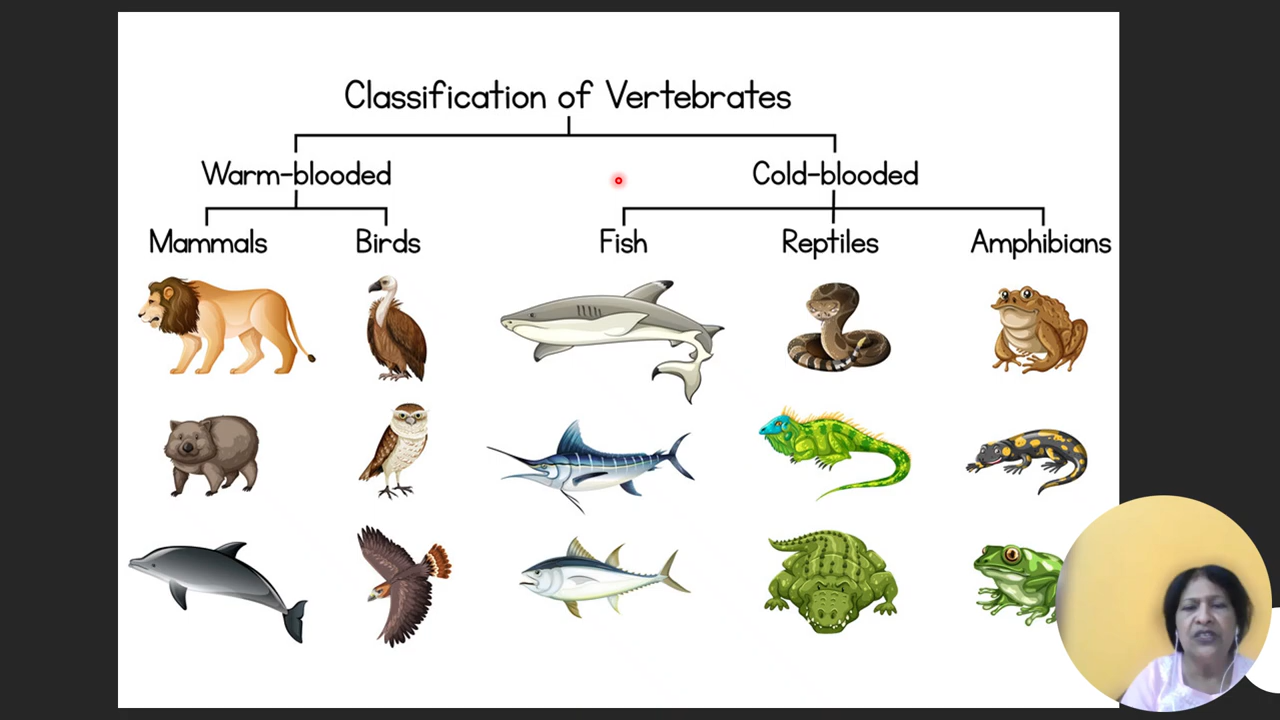 Classification of Vertebrates
Warm-blooded
Cold-blooded
Mammals
Birds
Fish
Reptiles
Amphibians